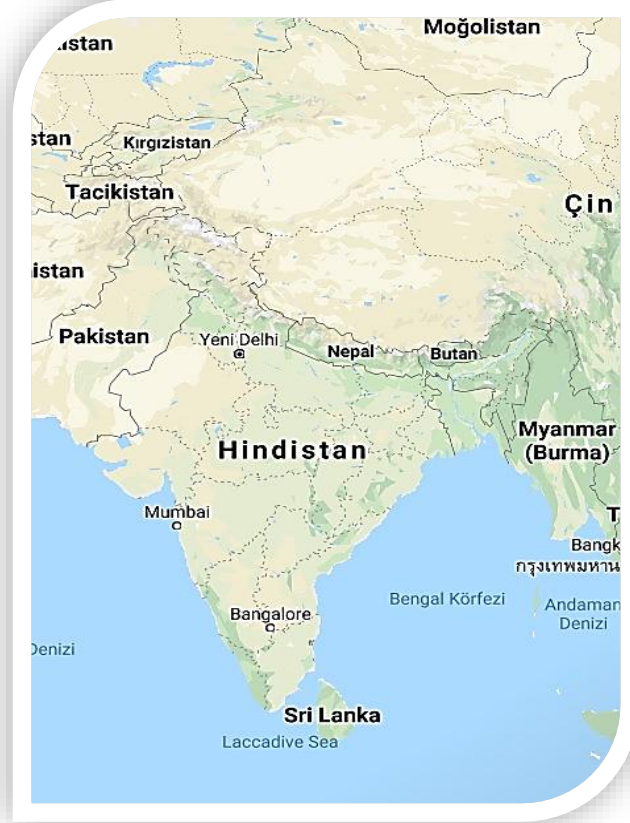 Moğolistan
istan
stan
Kırgızistan
Tacikistan
Çin
istan
Pakistan
Yeni Delhi
Nepal
Butan
Hindistan
Myanmar
(Burma)
Mumbai
T
Bangk
กรุงเทพมหาน
Bengal Körfezi
Andaman
Denizi
Bangalore
Denizi
Sri Lanka
Laccadive Sea